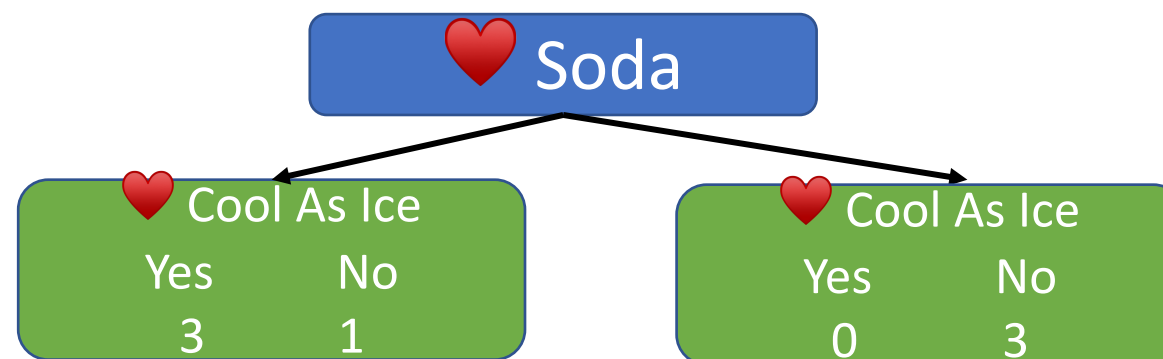 Soda
Cool As Ice
Yes No
3 1
Cool As Ice
Yes No
0 3